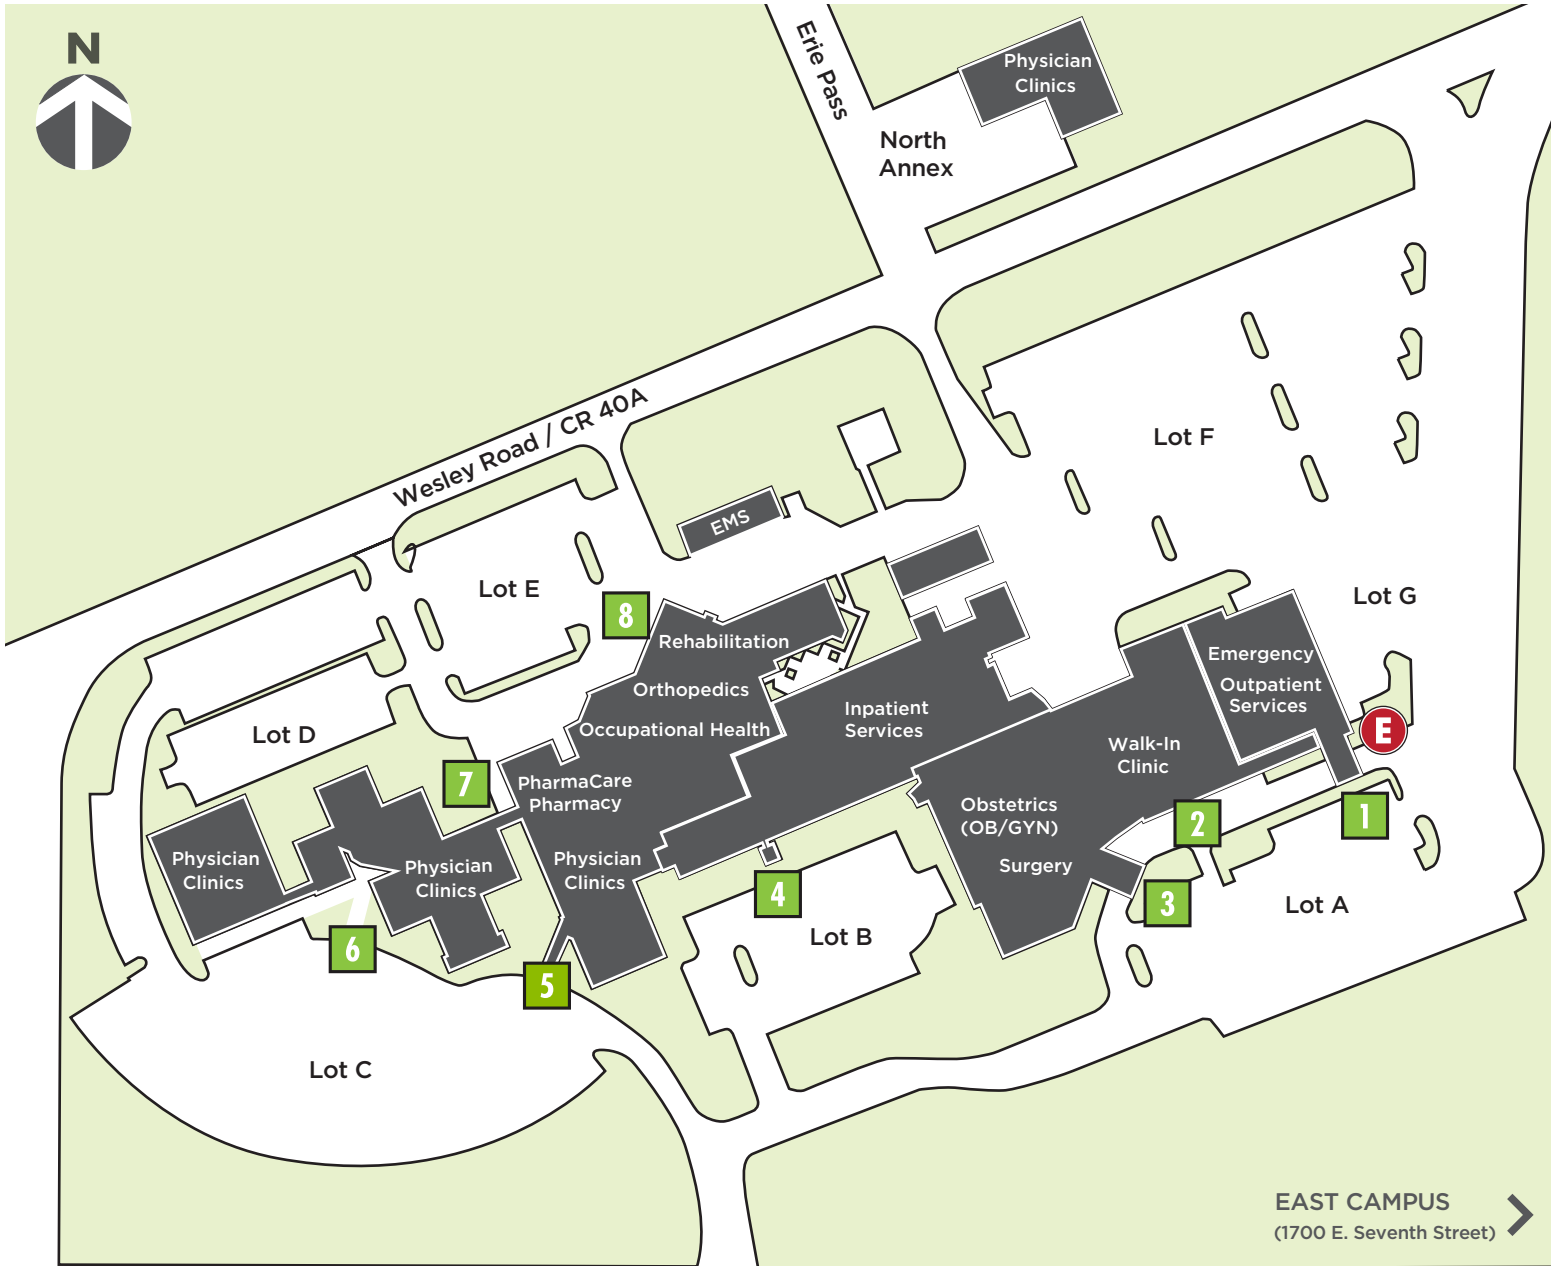 N
Erie Pass
Physician
Clinics
North
Annex
Wesley Road / CR 40A
Lot F
EMS
Lot E
8
Lot G
Rehabilitation
Emergency
Orthopedics
Outpatient
Services
Occupational Health
Inpatient
Services
E
Lot D
Walk-In
Clinic
7
PharmaCare
Pharmacy
Obstetrics
(OB/GYN)
2
1
Physician
Clinics
Physician
Clinics
Physician
Clinics
Surgery
4
3
Lot A
6
Lot B
5
Lot C
EAST CAMPUS
(1700 E. Seventh Street)